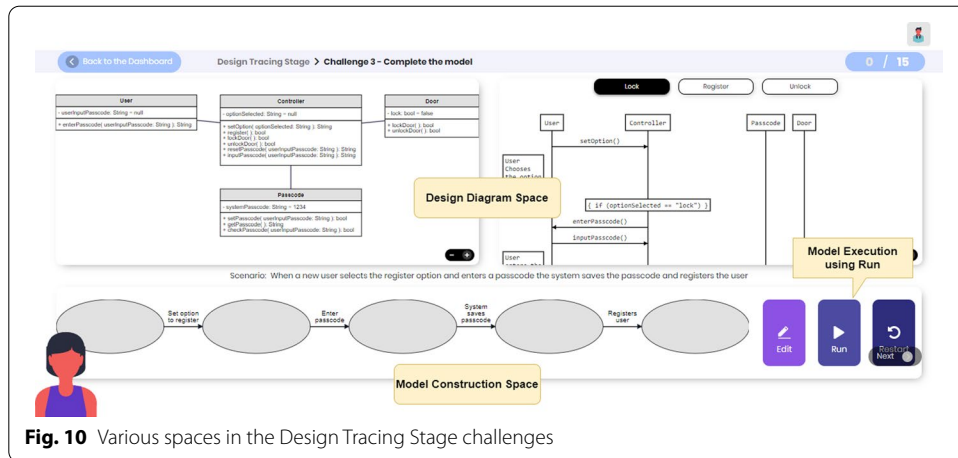 Back to the Dashboard
Design Tracing Stage > Challenge 3 - Complete the model
0 / 15
User
- userInputPasscode: String = null
+ enterPasscode( userInputPasscode: String ): String
Controller
- optionSelected: String = null
+ setOption( optionSelected: String ): String
+ register( ): bool
+ lockDoor( ): bool
+ unlockDoor( ): bool
+ resetPasscode( userInputPasscode: String ): String
+ inputPasscode( userInputPasscode: String ): String
Door
- lock: bool = false
+ lockDoor( ): bool
+ unlockDoor( ): bool
Passcode
- systemPasscode: String = 1234
+ setPasscode( userInputPasscode: String ): bool
+ getPasscode( ): String
+ checkPasscode( userInputPasscode: String ): bool
Lock
Register
Unlock
User
Controller
Passcode
Door
setOption()
User
Chooses
the option
{ if (optionSelected == "lock") }
enterPasscode()
inputPasscode()
User
Design Diagram Space
Model Execution
using Run
Scenario: When a new user selects the register option and enters a passcode the system saves the passcode and registers the user
Set option
to register
Enter
passcode
System
saves
passcode
Registers
user
Edit
Run
Restart
Next
Model Construction Space
Fig. 10 Various spaces in the Design Tracing Stage challenges